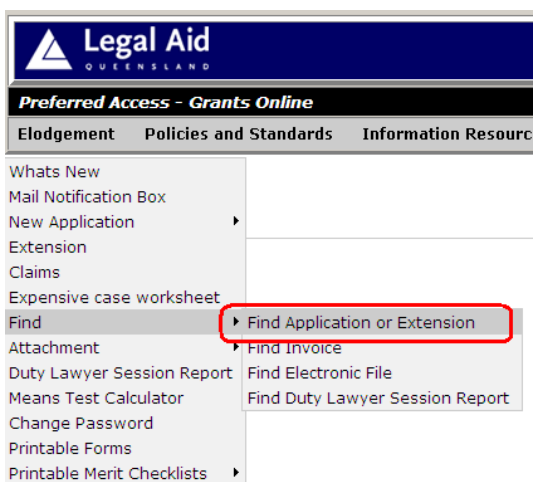 Legal Aid
QUEENSLAND
Preferred Access - Grants Online
Elodgement Policies and Standards Information Resourc
Whats New
Mail Notification Box
New Application
Extension
Claims
Expensive case worksheet
Find
Find Application or Extension
Attachment
Find Invoice
Duty Lawyer Session Report
Find Electronic File
Means Test Calculator
Find Duty Lawyer Session Report
Change Password
Printable Forms
Printable Merit Checklists